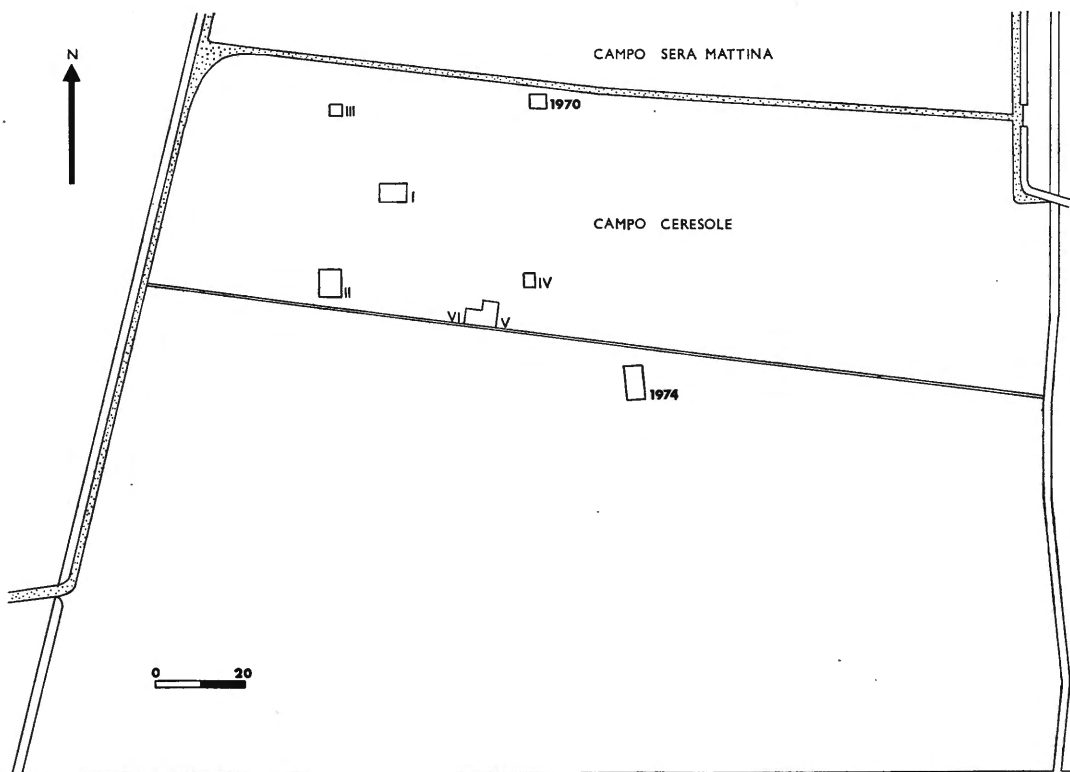 N
CAMPO SERA MATTINA
III
1970
I
CAMPO CERESOLE
II
IV
VI
V
1974
0 20